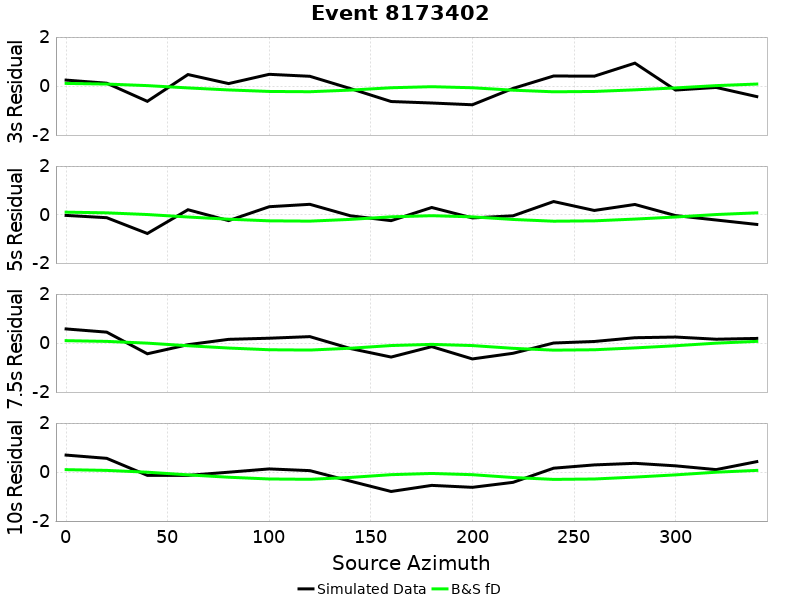 Event 8173402
3s Residual
2
0
-2
5s Residual
2
0
-2
7.5s Residual
2
0
-2
10s Residual
2
0
-2
0 50 100 150 200 250 300
Source Azimuth
Simulated Data B&S fD